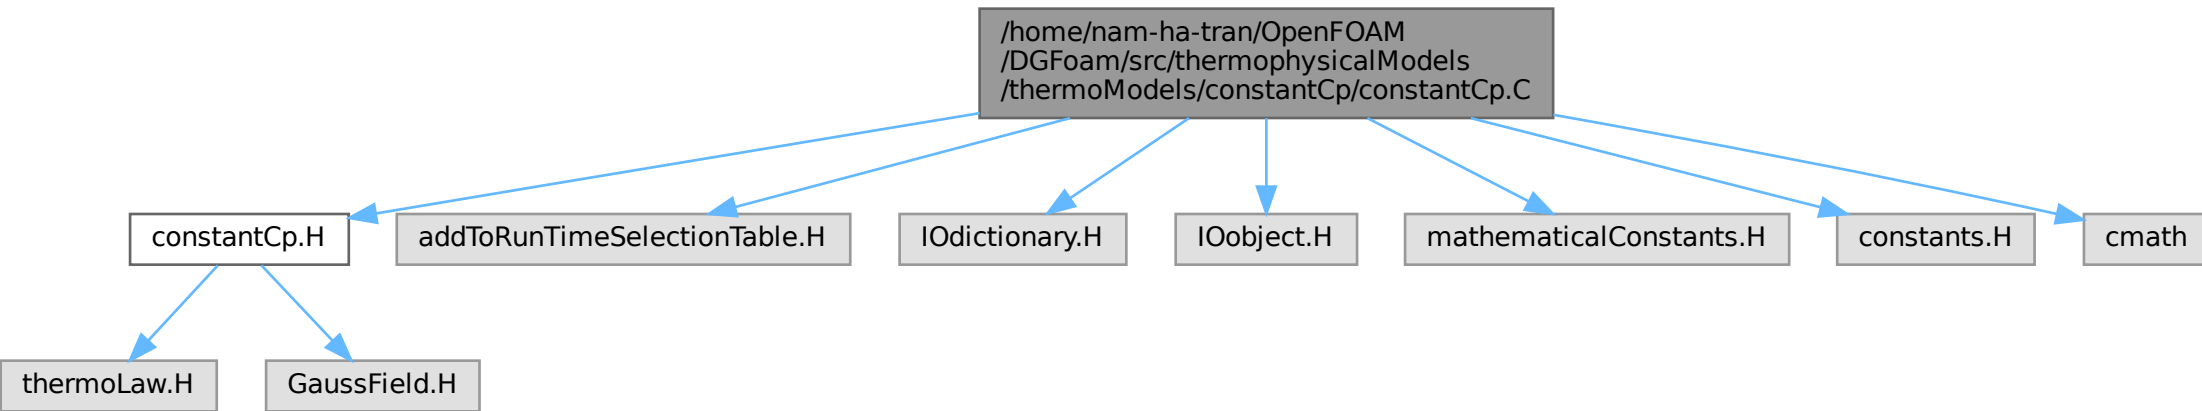 /home/nam-ha-tran/OpenFOAM
/DGFoam/src/thermophysicalModels
/thermoModels/constantCp/constantCp.C
constantCp.H
addToRunTimeSelectionTable.H
IOdictionary.H
IOobject.H
mathematicalConstants.H
constants.H
cmath
thermoLaw.H
GaussField.H